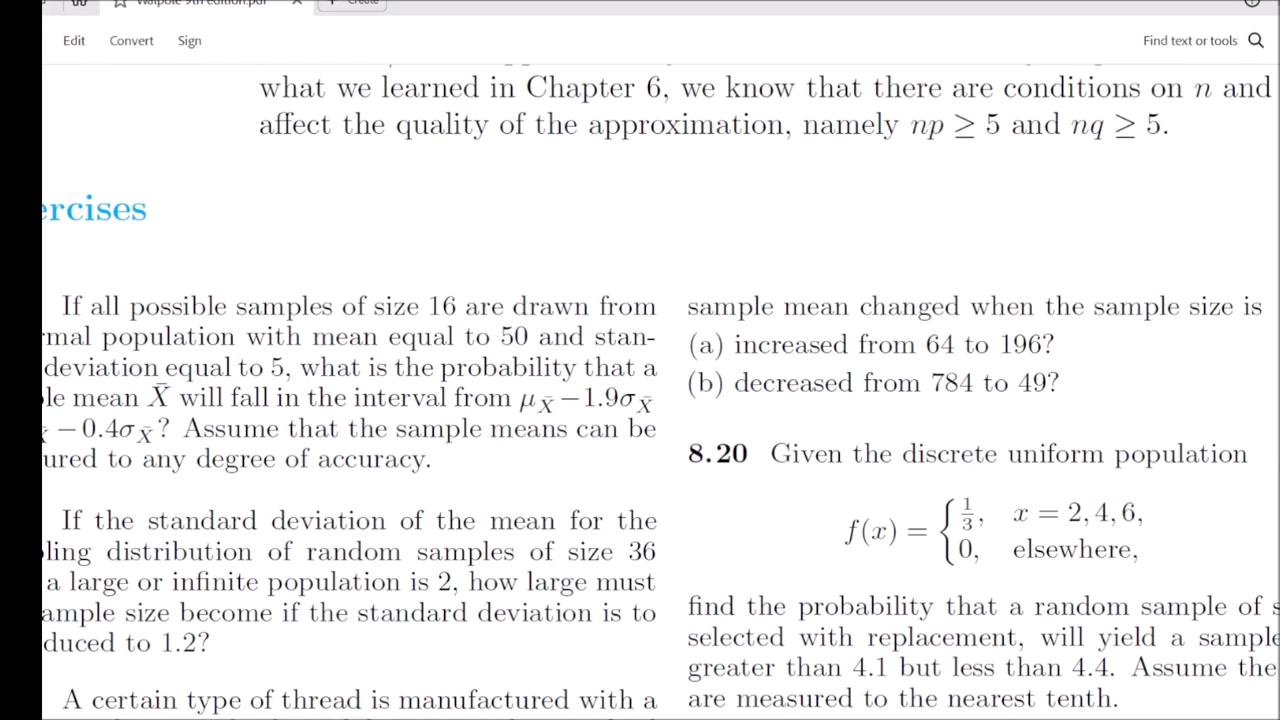 Walpole 9th edition.pdf
Create
Edit Convert Sign
Find text or tools
what we learned in Chapter 6, we know that there are conditions on n and
affect the quality of the approximation, namely np ≥ 5 and nq ≥ 5.
ercises
If all possible samples of size 16 are drawn from
rmal population with mean equal to 50 and stan-
deviation equal to 5, what is the probability that a
le mean X̄ will fall in the interval from μX̄ − 1.9σX̄
X̄ − 0.4σX̄? Assume that the sample means can be
ured to any degree of accuracy.
If the standard deviation of the mean for the
ling distribution of random samples of size 36
a large or infinite population is 2, how large must
ample size become if the standard deviation is to
duced to 1.2?
A certain type of thread is manufactured with a
sample mean changed when the sample size is
(a) increased from 64 to 196?
(b) decreased from 784 to 49?
8.20 Given the discrete uniform population
f(x) = { 1/3, x = 2, 4, 6,
0, elsewhere,
find the probability that a random sample of s
selected with replacement, will yield a sample
greater than 4.1 but less than 4.4. Assume the
are measured to the nearest tenth.